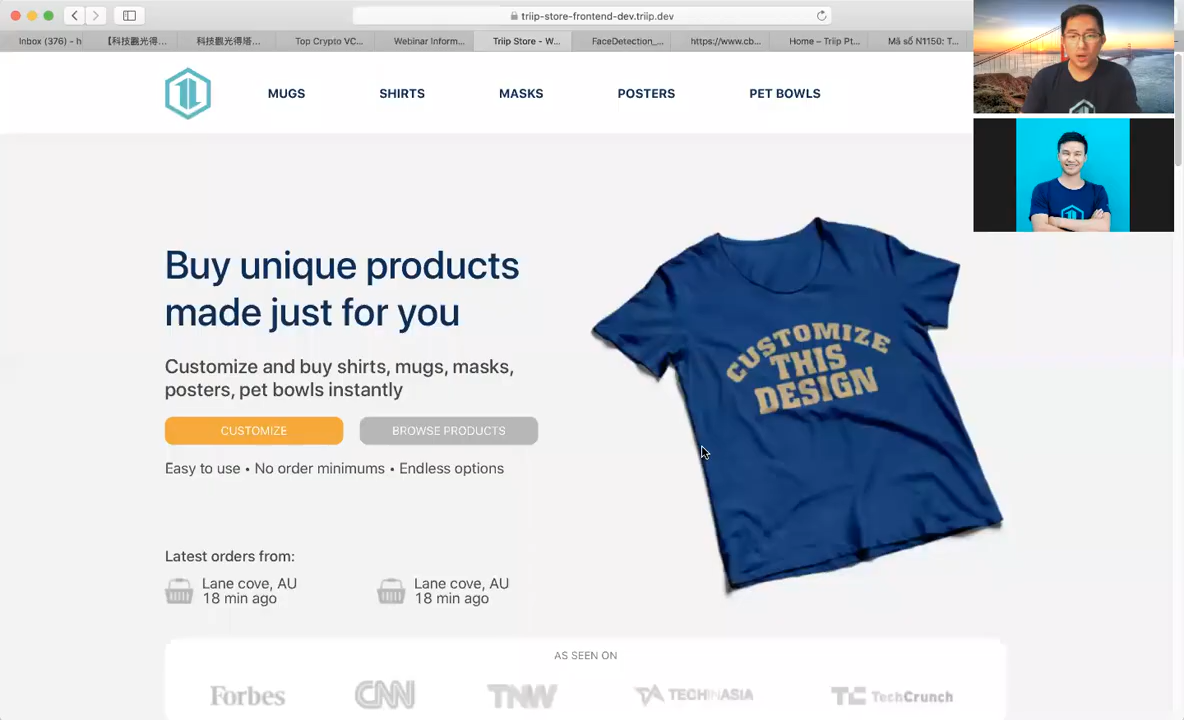 triip-store-frontend-dev.triip.dev
Inbox (376) – h
【科技觀光得...
科技觀光得塔...
Top Crypto VC...
Webinar Inform...
Triip Store - W...
FaceDetection_...
https://www.cb...
Home – Triip Pt...
Mã số N1150: T...
MUGS
SHIRTS
MASKS
POSTERS
PET BOWLS
Buy unique products
made just for you
Customize and buy shirts, mugs, masks,
posters, pet bowls instantly
CUSTOMIZE
BROWSE PRODUCTS
Easy to use • No order minimums • Endless options
CUSTOMIZE
THIS
DESIGN
Latest orders from:
Lane cove, AU
18 min ago
Lane cove, AU
18 min ago
AS SEEN ON
Forbes
CNN
TNW
TECHINASIA
TechCrunch